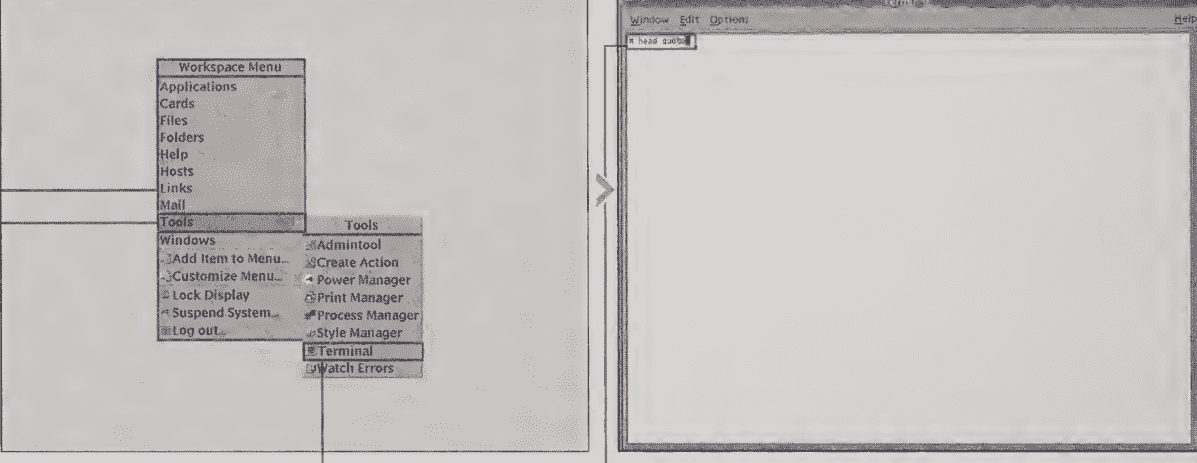 Workspace Menu
Applications
Cards
Files
Folders
Help
Hosts
Links
Mail
Tools
Windows
Add Item to Menu...
Customize Menu...
Lock Display
Suspend System...
Log out...
Tools
Admintool
Create Action
Power Manager
Print Manager
Process Manager
Style Manager
Terminal
Watch Errors
Window Edit Options Help
head